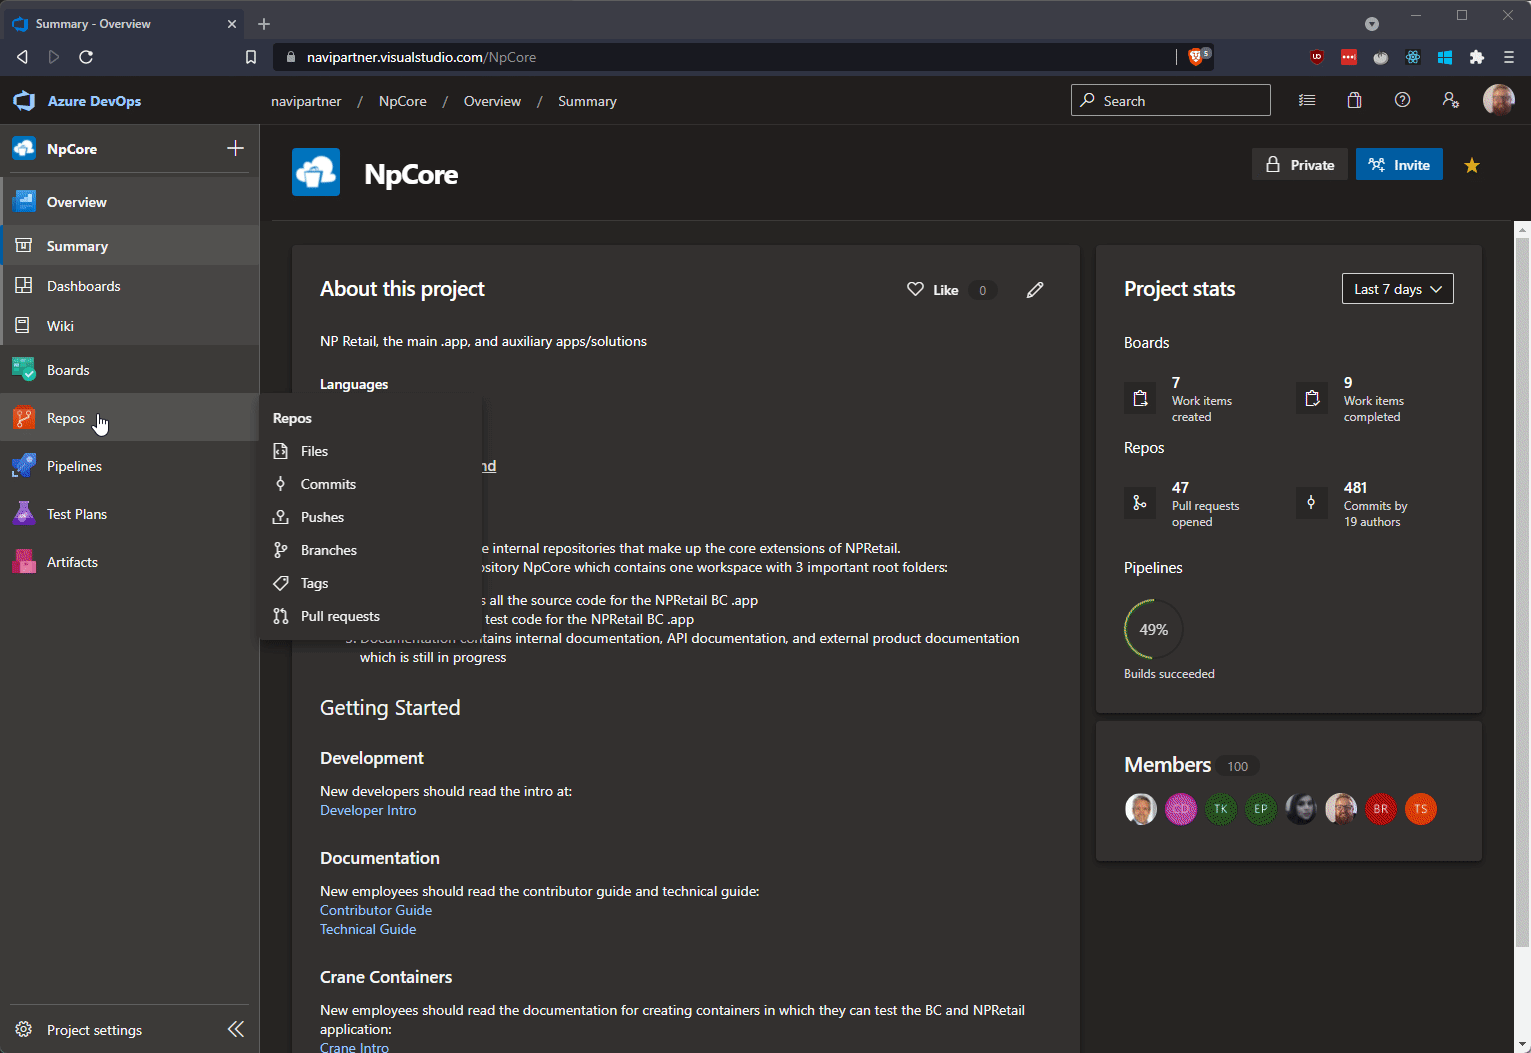 Summary - Overview
navipartner.visualstudio.com/NpCore
5
Azure DevOps
navipartner / NpCore / Overview / Summary
Search
NpCore
Overview
Summary
Dashboards
Wiki
Boards
Repos
Pipelines
Test Plans
Artifacts
Project settings
Repos
Files
Commits
Pushes
Branches
Tags
Pull requests
NpCore
Private
Invite
About this project
Like 0
NP Retail, the main .app, and auxiliary apps/solutions
Languages
nd
internal repositories that make up the core extensions of NPRetail.
NpCore which contains one workspace with 3 important root folders:
all the source code for the NPRetail BC .app
test code for the NPRetail BC .app
3. Documentation contains internal documentation, API documentation, and external product documentation
which is still in progress
Getting Started
Development
New developers should read the intro at:
Developer Intro
Documentation
New employees should read the contributor guide and technical guide:
Contributor Guide
Technical Guide
Crane Containers
New employees should read the documentation for creating containers in which they can test the BC and NPRetail
application:
Crane Intro
Project stats
Last 7 days
Boards
7
Work items
created
9
Work items
completed
Repos
47
Pull requests
opened
481
Commits by
19 authors
Pipelines
49%
Builds succeeded
Members 100
CD
TK
EP
BR
TS